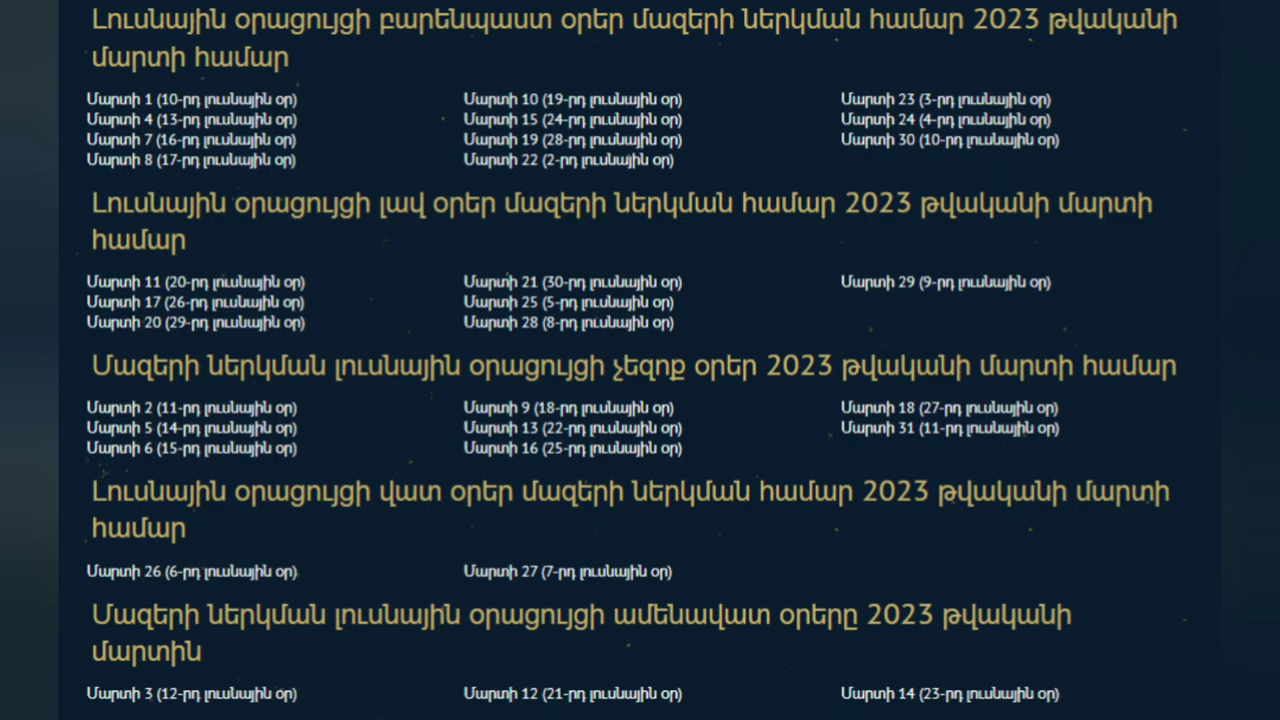 Լուսնային օրացույցի բարենպաստ օրեր մազերի ներկման համար 2023 թվականի
մարտի համար
Մարտի 1 (10-րդ լուսնային օր)
Մարտի 4 (13-րդ լուսնային օր)
Մարտի 7 (16-րդ լուսնային օր)
Մարտի 8 (17-րդ լուսնային օր)
Մարտի 10 (19-րդ լուսնային օր)
Մարտի 15 (24-րդ լուսնային օր)
Մարտի 19 (28-րդ լուսնային օր)
Մարտի 22 (2-րդ լուսնային օր)
Մարտի 23 (3-րդ լուսնային օր)
Մարտի 24 (4-րդ լուսնային օր)
Մարտի 30 (10-րդ լուսնային օր)
Լուսնային օրացույցի լավ օրեր մազերի ներկման համար 2023 թվականի մարտի
համար
Մարտի 11 (20-րդ լուսնային օր)
Մարտի 17 (26-րդ լուսնային օր)
Մարտի 20 (29-րդ լուսնային օր)
Մարտի 21 (30-րդ լուսնային օր)
Մարտի 25 (5-րդ լուսնային օր)
Մարտի 28 (8-րդ լուսնային օր)
Մարտի 29 (9-րդ լուսնային օր)
Մազերի ներկման լուսնային օրացույցի չեզոք օրեր 2023 թվականի մարտի համար
Մարտի 2 (11-րդ լուսնային օր)
Մարտի 5 (14-րդ լուսնային օր)
Մարտի 6 (15-րդ լուսնային օր)
Մարտի 9 (18-րդ լուսնային օր)
Մարտի 13 (22-րդ լուսնային օր)
Մարտի 16 (25-րդ լուսնային օր)
Մարտի 18 (27-րդ լուսնային օր)
Մարտի 31 (11-րդ լուսնային օր)
Լուսնային օրացույցի վատ օրեր մազերի ներկման համար 2023 թվականի մարտի
համար
Մարտի 26 (6-րդ լուսնային օր)
Մարտի 27 (7-րդ լուսնային օր)
Մազերի ներկման լուսնային օրացույցի ամենավատ օրերը 2023 թվականի
մարտին
Մարտի 3 (12-րդ լուսնային օր)
Մարտի 12 (21-րդ լուսնային օր)
Մարտի 14 (23-րդ լուսնային օր)